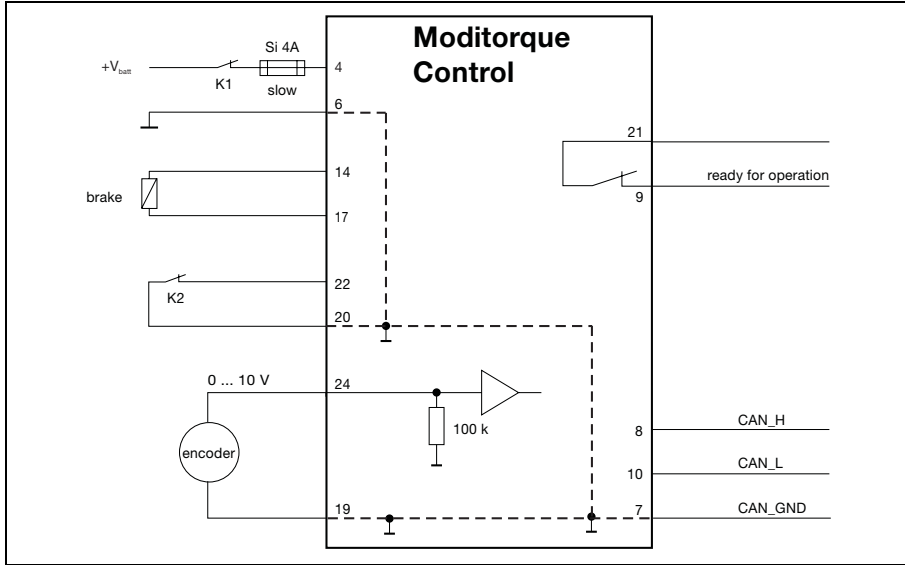 Moditorque
Control
Si 4A
+Vbatt
K1
slow
4
6
21
ready for operation
9
14
brake
17
22
K2
20
0 ... 10 V
24
100 k
encoder
8
CAN_H
10
CAN_L
19
7
CAN_GND